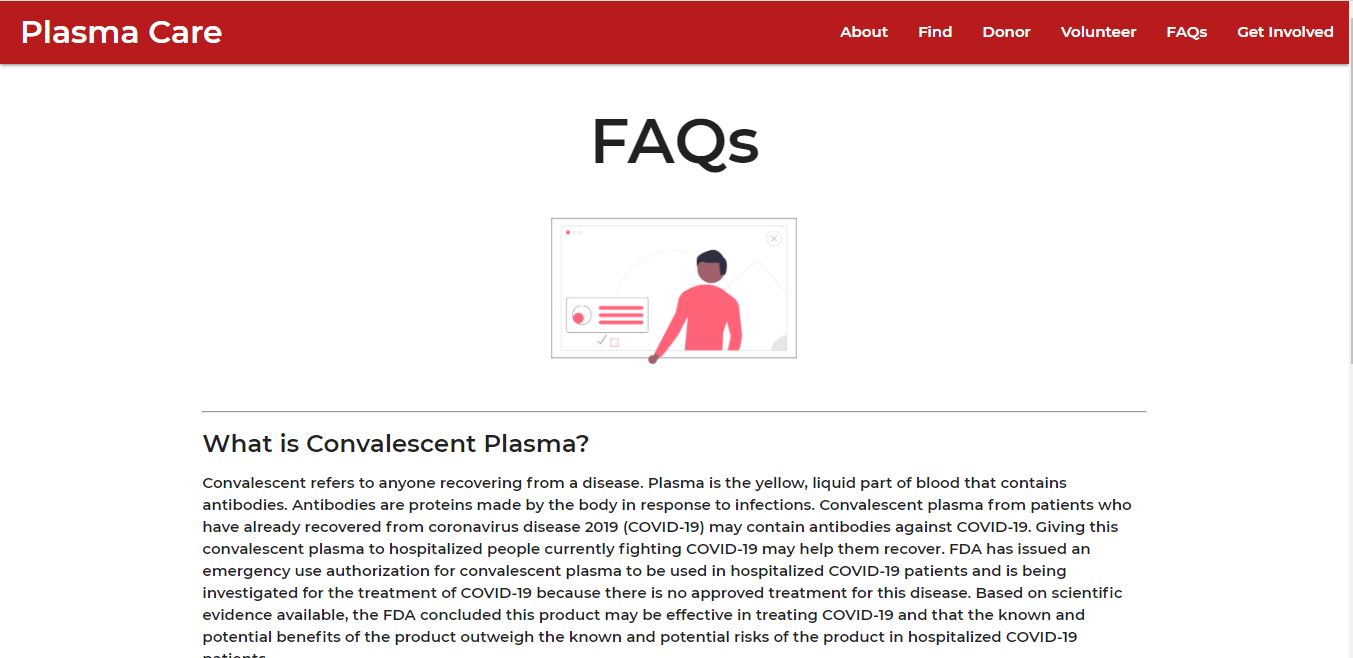 Plasma Care
About Find Donor Volunteer FAQs Get Involved
FAQs
What is Convalescent Plasma?
Convalescent refers to anyone recovering from a disease. Plasma is the yellow, liquid part of blood that contains
antibodies. Antibodies are proteins made by the body in response to infections. Convalescent plasma from patients who
have already recovered from coronavirus disease 2019 (COVID-19) may contain antibodies against COVID-19. Giving this
convalescent plasma to hospitalized people currently fighting COVID-19 may help them recover. FDA has issued an
emergency use authorization for convalescent plasma to be used in hospitalized COVID-19 patients and is being
investigated for the treatment of COVID-19 because there is no approved treatment for this disease. Based on scientific
evidence available, the FDA concluded this product may be effective in treating COVID-19 and that the known and
potential benefits of the product outweigh the known and potential risks of the product in hospitalized COVID-19
patients.